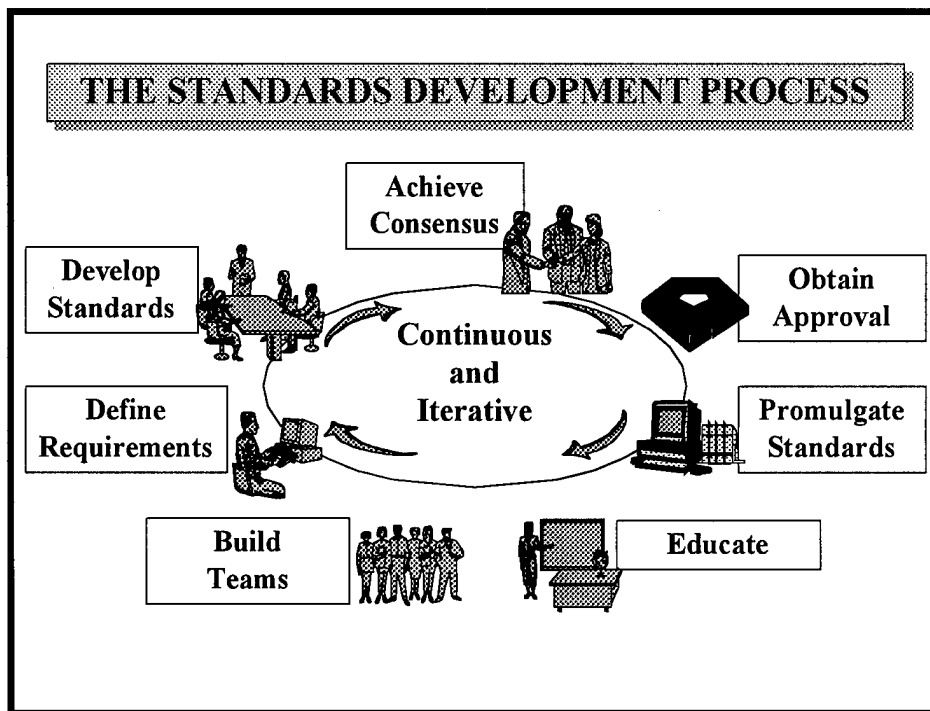 THE STANDARDS DEVELOPMENT PROCESS
Achieve
Consensus
Develop
Standards
Obtain
Approval
Continuous
and
Iterative
Define
Requirements
Promulgate
Standards
Build
Teams
Educate